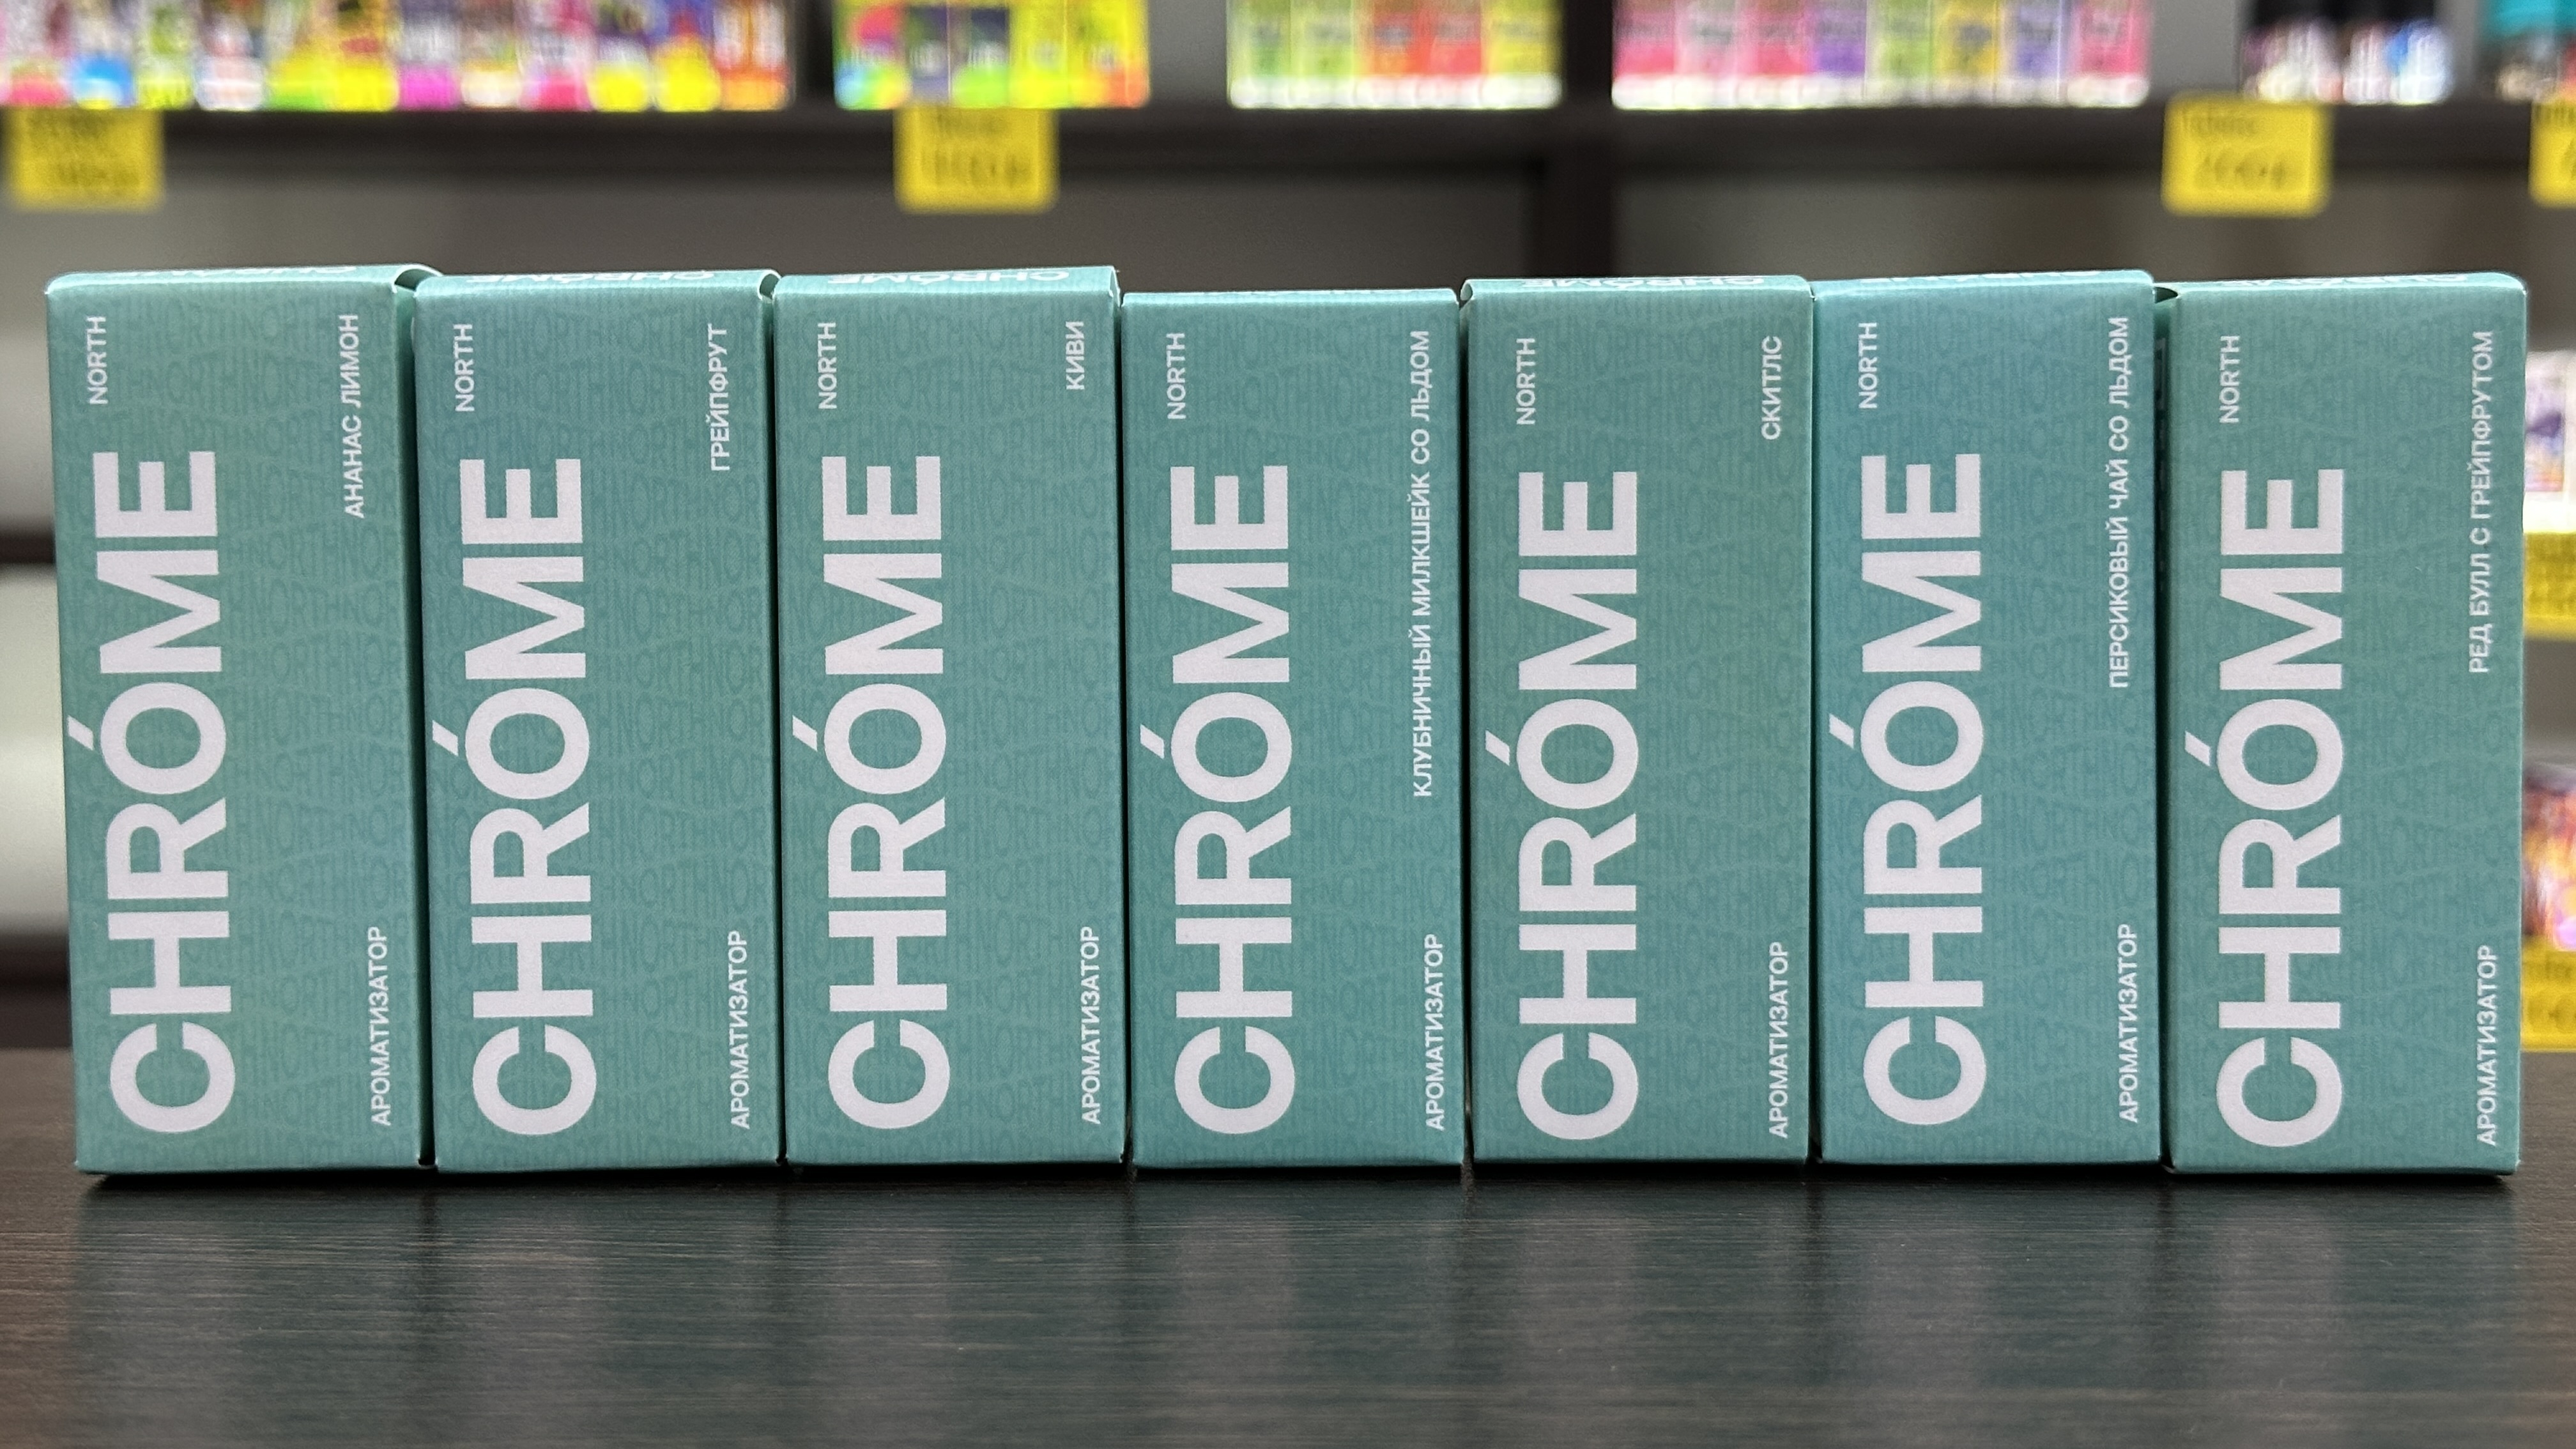 NORTH
CHRÓME
АНАНАС ЛИМОН
АРОМАТИЗАТОР
NORTH
CHRÓME
ГРЕЙПФРУТ
АРОМАТИЗАТОР
NORTH
CHRÓME
КИВИ
АРОМАТИЗАТОР
NORTH
CHRÓME
КЛУБНИЧНЫЙ МИЛКШЕЙК СО ЛЬДОМ
АРОМАТИЗАТОР
NORTH
CHRÓME
СКИТЛС
АРОМАТИЗАТОР
NORTH
CHRÓME
ПЕРСИКОВЫЙ ЧАЙ СО ЛЬДОМ
АРОМАТИЗАТОР
NORTH
CHRÓME
РЕД БУЛЛ С ГРЕЙПФРУТОМ
АРОМАТИЗАТОР